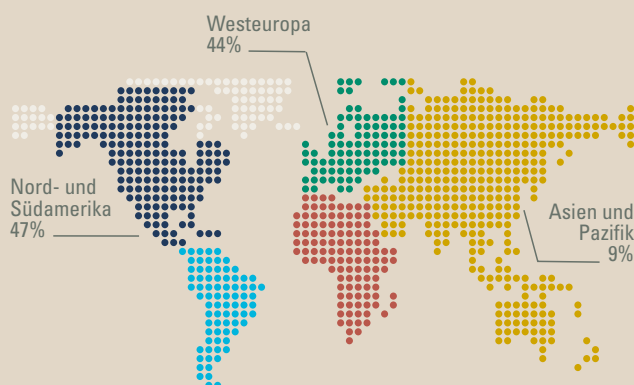 Westeuropa
44%
Nord- und
Südamerika
47%
Asien und
Pazifik
9%